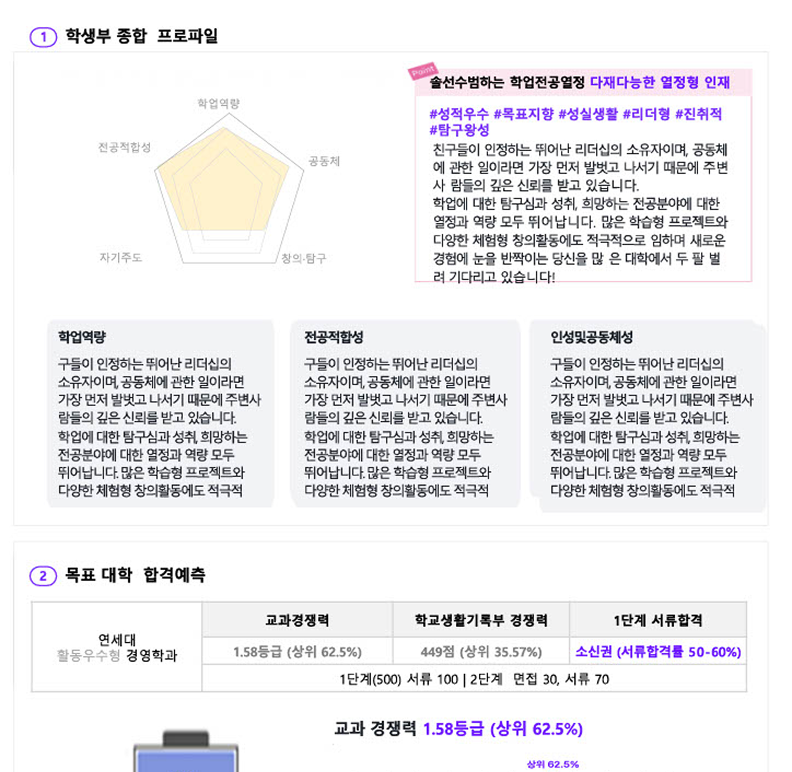 1 학생부 종합 프로파일
Point
솔선수범하는 학업전공열정 다재다능한 열정형 인재
#성적우수 #목표지향 #성실생활 #리더형 #진취적
#탐구왕성
친구들이 인정하는 뛰어난 리더십의 소유자이며, 공동체
에 관한 일이라면 가장 먼저 발벗고 나서기 때문에 주변
사 람들의 깊은 신뢰를 받고 있습니다.
학업에 대한 탐구심과 성취, 희망하는 전공분야에 대한
열정과 역량 모두 뛰어납니다. 많은 학습형 프로젝트와
다양한 체험형 창의활동에도 적극적으로 임하며 새로운
경험에 눈을 반짝이는 당신을 많 은 대학에서 두 팔 벌
려 기다리고 있습니다!
학업역량
전공적합성
공동체
자기주도
창의·탐구
학업역량
구들이 인정하는 뛰어난 리더십의
소유자이며, 공동체에 관한 일이라면
가장 먼저 발벗고 나서기 때문에 주변사
람들의 깊은 신뢰를 받고 있습니다.
학업에 대한 탐구심과 성취, 희망하는
전공분야에 대한 열정과 역량 모두
뛰어납니다. 많은 학습형 프로젝트와
다양한 체험형 창의활동에도 적극적
전공적합성
구들이 인정하는 뛰어난 리더십의
소유자이며, 공동체에 관한 일이라면
가장 먼저 발벗고 나서기 때문에 주변사
람들의 깊은 신뢰를 받고 있습니다.
학업에 대한 탐구심과 성취, 희망하는
전공분야에 대한 열정과 역량 모두
뛰어납니다. 많은 학습형 프로젝트와
다양한 체험형 창의활동에도 적극적
인성및공동체성
구들이 인정하는 뛰어난 리더십의
소유자이며, 공동체에 관한 일이라면
가장 먼저 발벗고 나서기 때문에 주변사
람들의 깊은 신뢰를 받고 있습니다.
학업에 대한 탐구심과 성취, 희망하는
전공분야에 대한 열정과 역량 모두
뛰어납니다. 많은 학습형 프로젝트와
다양한 체험형 창의활동에도 적극적
2 목표 대학 합격예측
연세대
활동우수형 경영학과
교과경쟁력 학교생활기록부 경쟁력 1단계 서류합격
1.58등급 (상위 62.5%) 449점 (상위 35.57%) 소신권 (서류합격률 50-60%)
1단계(500) 서류 100 | 2단계 면접 30, 서류 70
교과 경쟁력 1.58등급 (상위 62.5%)
상위 62.5%